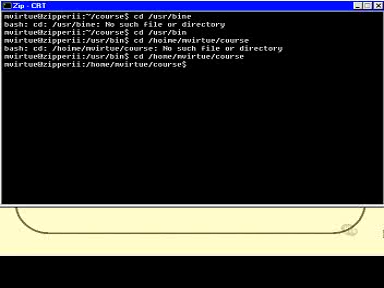 Zip - CRT
mvirtue@zipperii:~/course$ cd /usr/bine
bash: cd: /usr/bine: No such file or directory
mvirtue@zipperii:~/course$ cd /usr/bin
mvirtue@zipperii:/usr/bin$ cd /hoime/mvirtue/course
bash: cd: /hoime/mvirtue/course: No such file or directory
mvirtue@zipperii:/usr/bin$ cd /home/mvirtue/course
mvirtue@zipperii:/home/mvirtue/course$